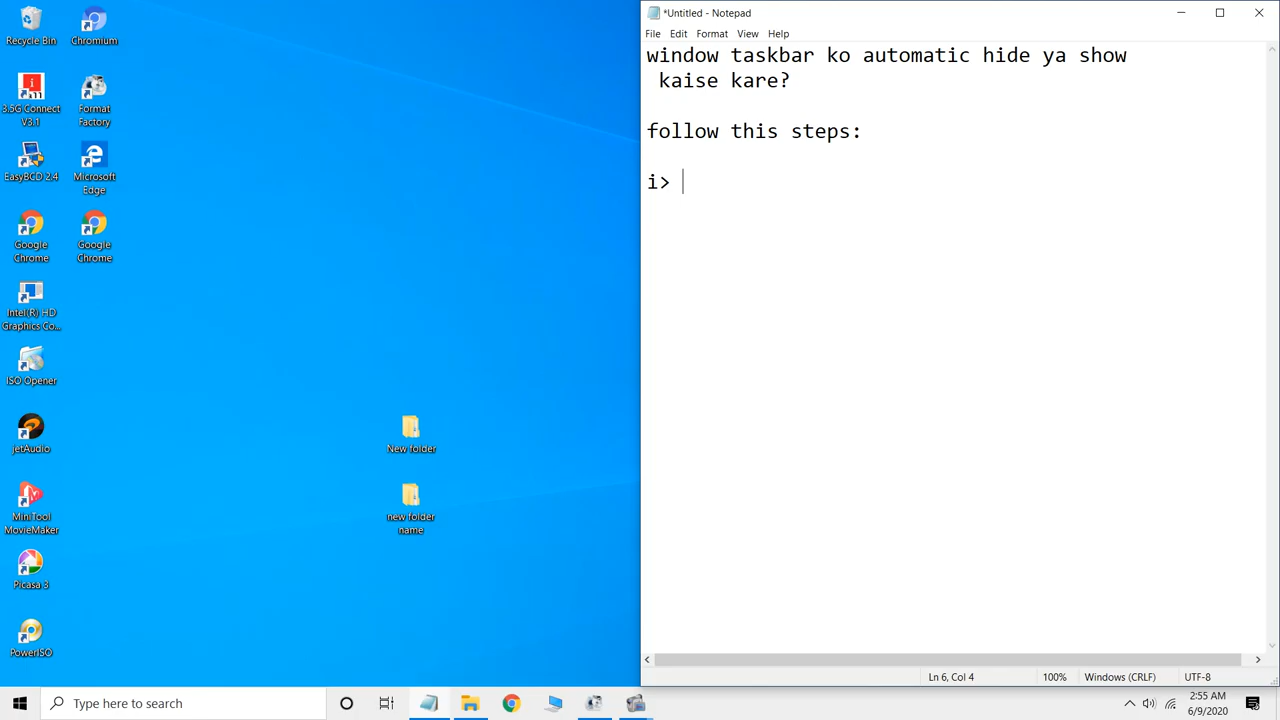 *Untitled - Notepad
File Edit Format View Help
window taskbar ko automatic hide ya show
kaise kare?
follow this steps:
i>
Ln 6, Col 4 100% Windows (CRLF) UTF-8
Recycle Bin
Chromium
3.5G Connect
V3.1
Format
Factory
EasyBCD 2.4
Microsoft
Edge
Google
Chrome
Google
Chrome
Intel(R) HD
Graphics Co...
ISO Opener
JetAudio
New folder
MiniTool
MovieMaker
new folder
name
Picasa 3
PowerISO
Type here to search
2:55 AM
6/9/2020